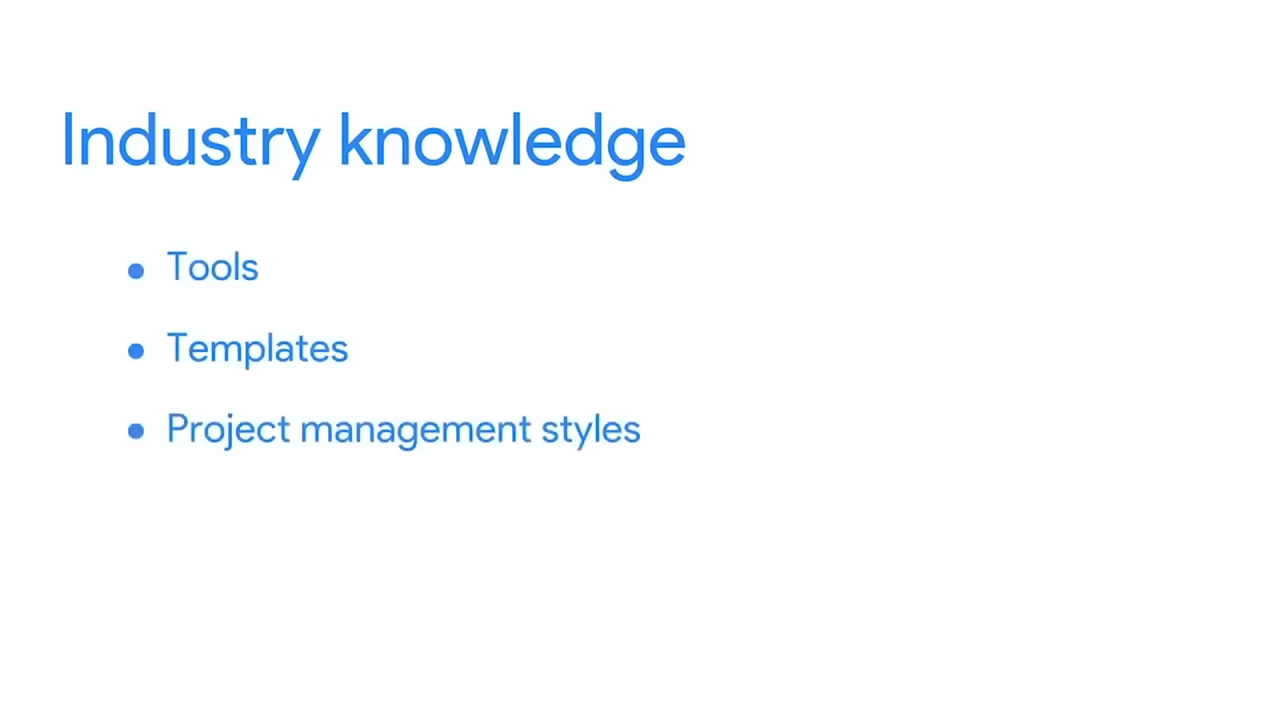 Industry knowledge
• Tools
• Templates
• Project management styles